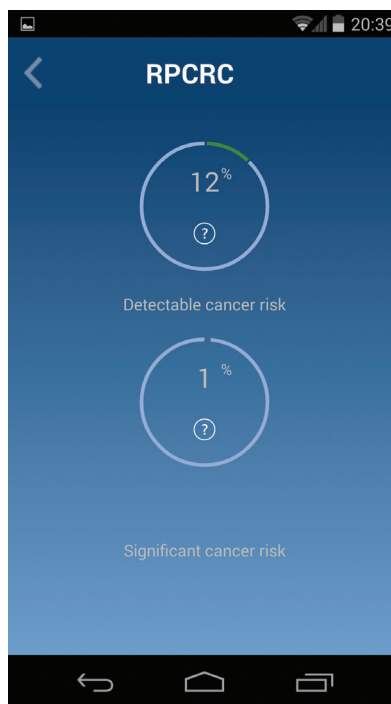 20:39
RPCRC
12%
?
Detectable cancer risk
1 %
?
Significant cancer risk